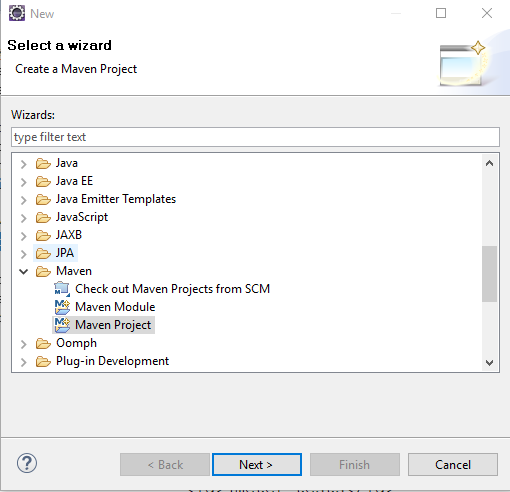 New
Select a wizard
Create a Maven Project
Wizards:
type filter text
Java
Java EE
Java Emitter Templates
JavaScript
JAXB
JPA
Maven
Check out Maven Projects from SCM
Maven Module
Maven Project
Oomph
Plug-in Development
?
< Back
Next >
Finish
Cancel